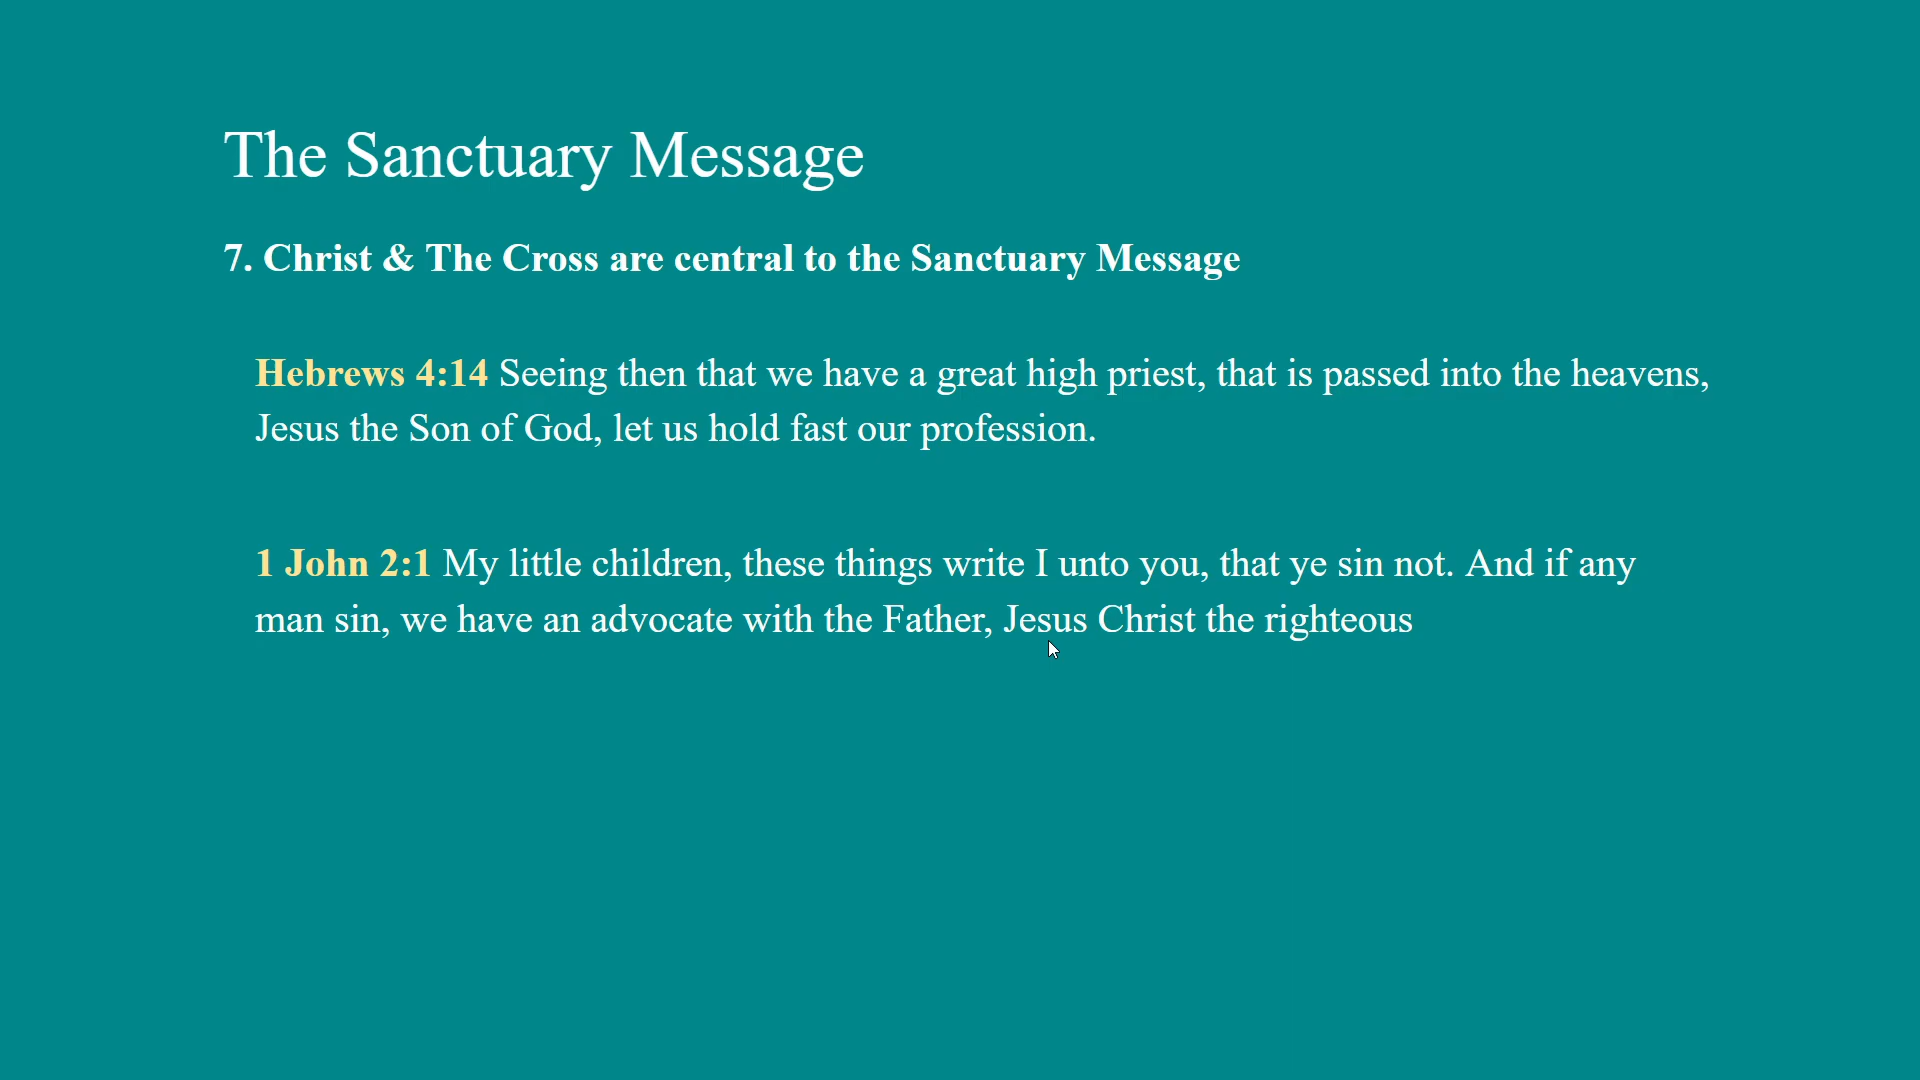 The Sanctuary Message
7. Christ & The Cross are central to the Sanctuary Message
Hebrews 4:14 Seeing then that we have a great high priest, that is passed into the heavens,
Jesus the Son of God, let us hold fast our profession.
1 John 2:1 My little children, these things write I unto you, that ye sin not. And if any
man sin, we have an advocate with the Father, Jesus Christ the righteous